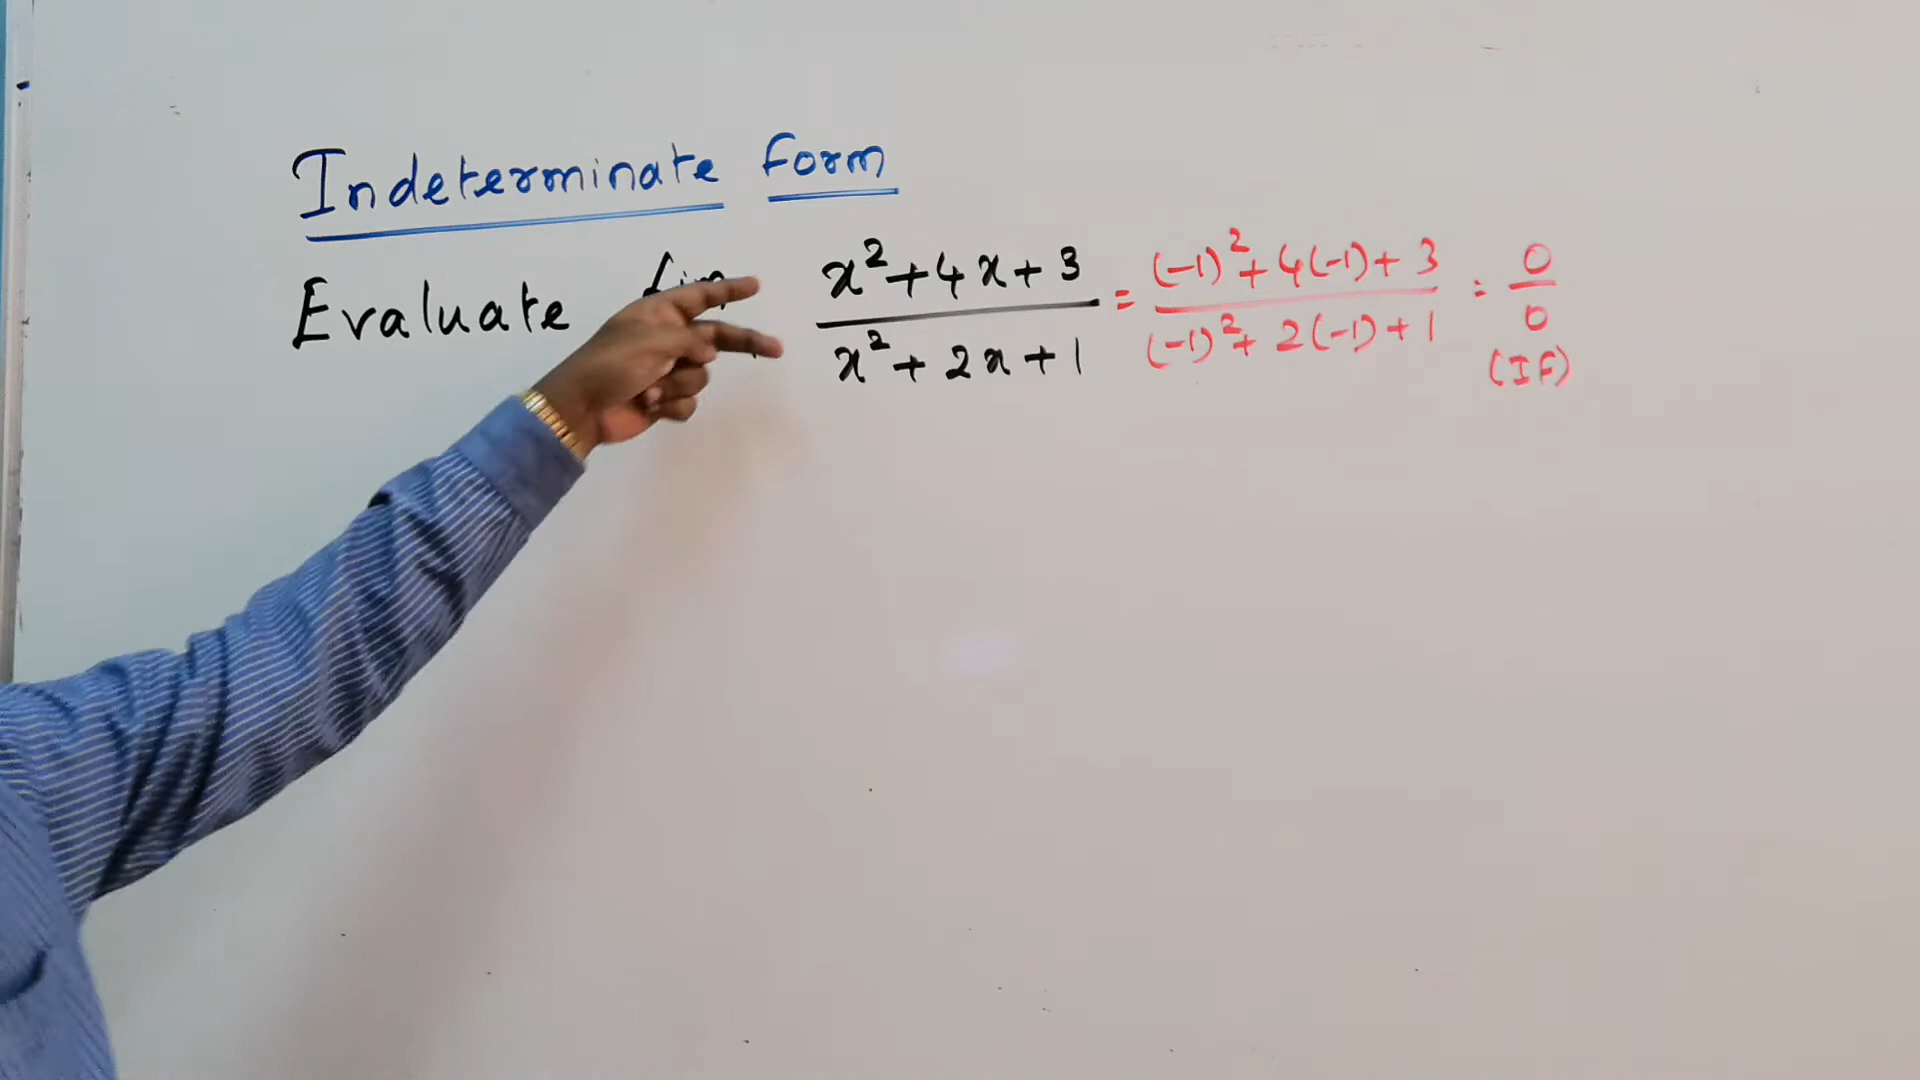 Indeterminate Form
Evaluate x²+4x+3 / x²+2x+1 = (-1)²+4(-1)+3 / (-1)²+2(-1)+1 = 0/0
(IF)